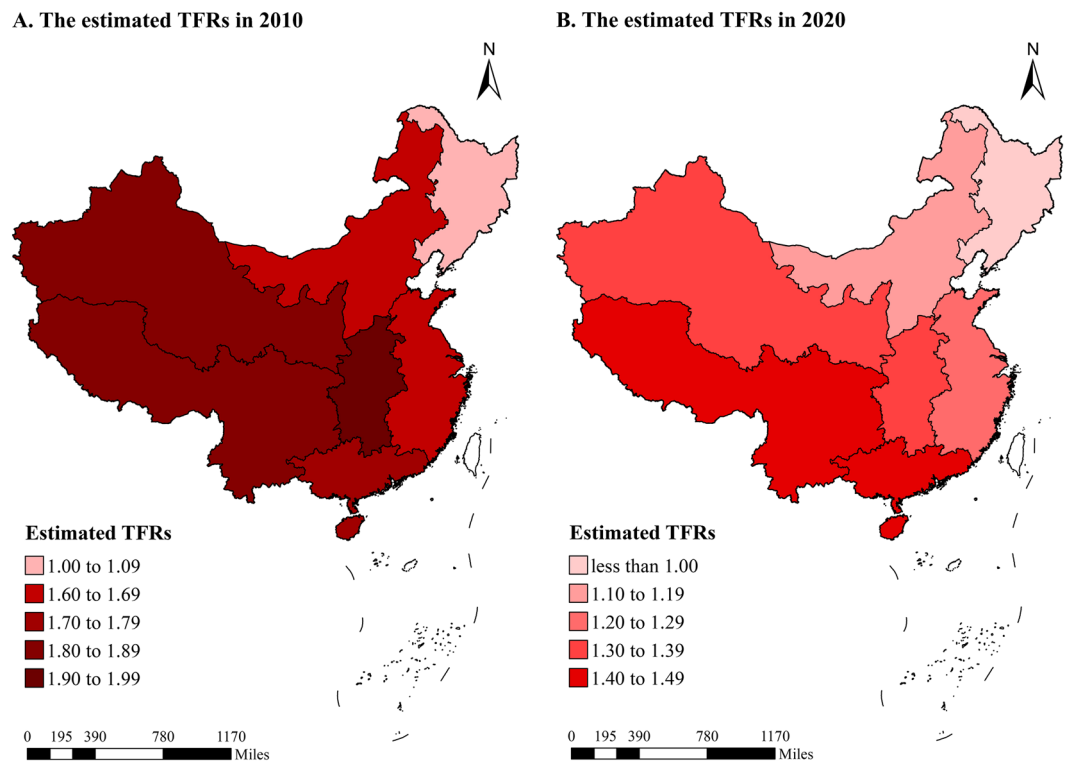 A. The estimated TFRs in 2010
N
Estimated TFRs
1.00 to 1.09
1.60 to 1.69
1.70 to 1.79
1.80 to 1.89
1.90 to 1.99
0 195 390 780 1170
Miles
B. The estimated TFRs in 2020
N
Estimated TFRs
less than 1.00
1.10 to 1.19
1.20 to 1.29
1.30 to 1.39
1.40 to 1.49
0 195 390 780 1170
Miles